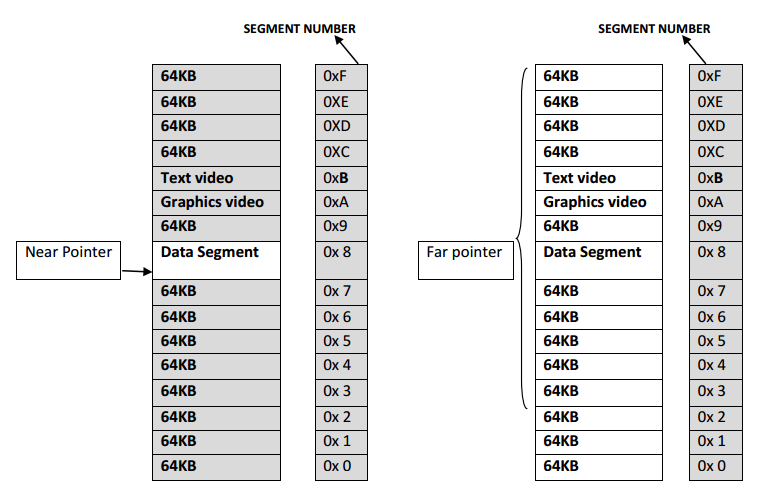 SEGMENT NUMBER
64KB 0xF
64KB 0XE
64KB 0XD
64KB 0XC
Text video 0xB
Graphics video 0xA
64KB 0x9
Near Pointer Data Segment 0x 8
64KB 0x 7
64KB 0x 6
64KB 0x 5
64KB 0x 4
64KB 0x 3
64KB 0x 2
64KB 0x 1
64KB 0x 0
SEGMENT NUMBER
64KB 0xF
64KB 0XE
64KB 0XD
64KB 0XC
Text video 0xB
Graphics video 0xA
64KB 0x9
Far pointer Data Segment 0x 8
64KB 0x 7
64KB 0x 6
64KB 0x 5
64KB 0x 4
64KB 0x 3
64KB 0x 2
64KB 0x 1
64KB 0x 0